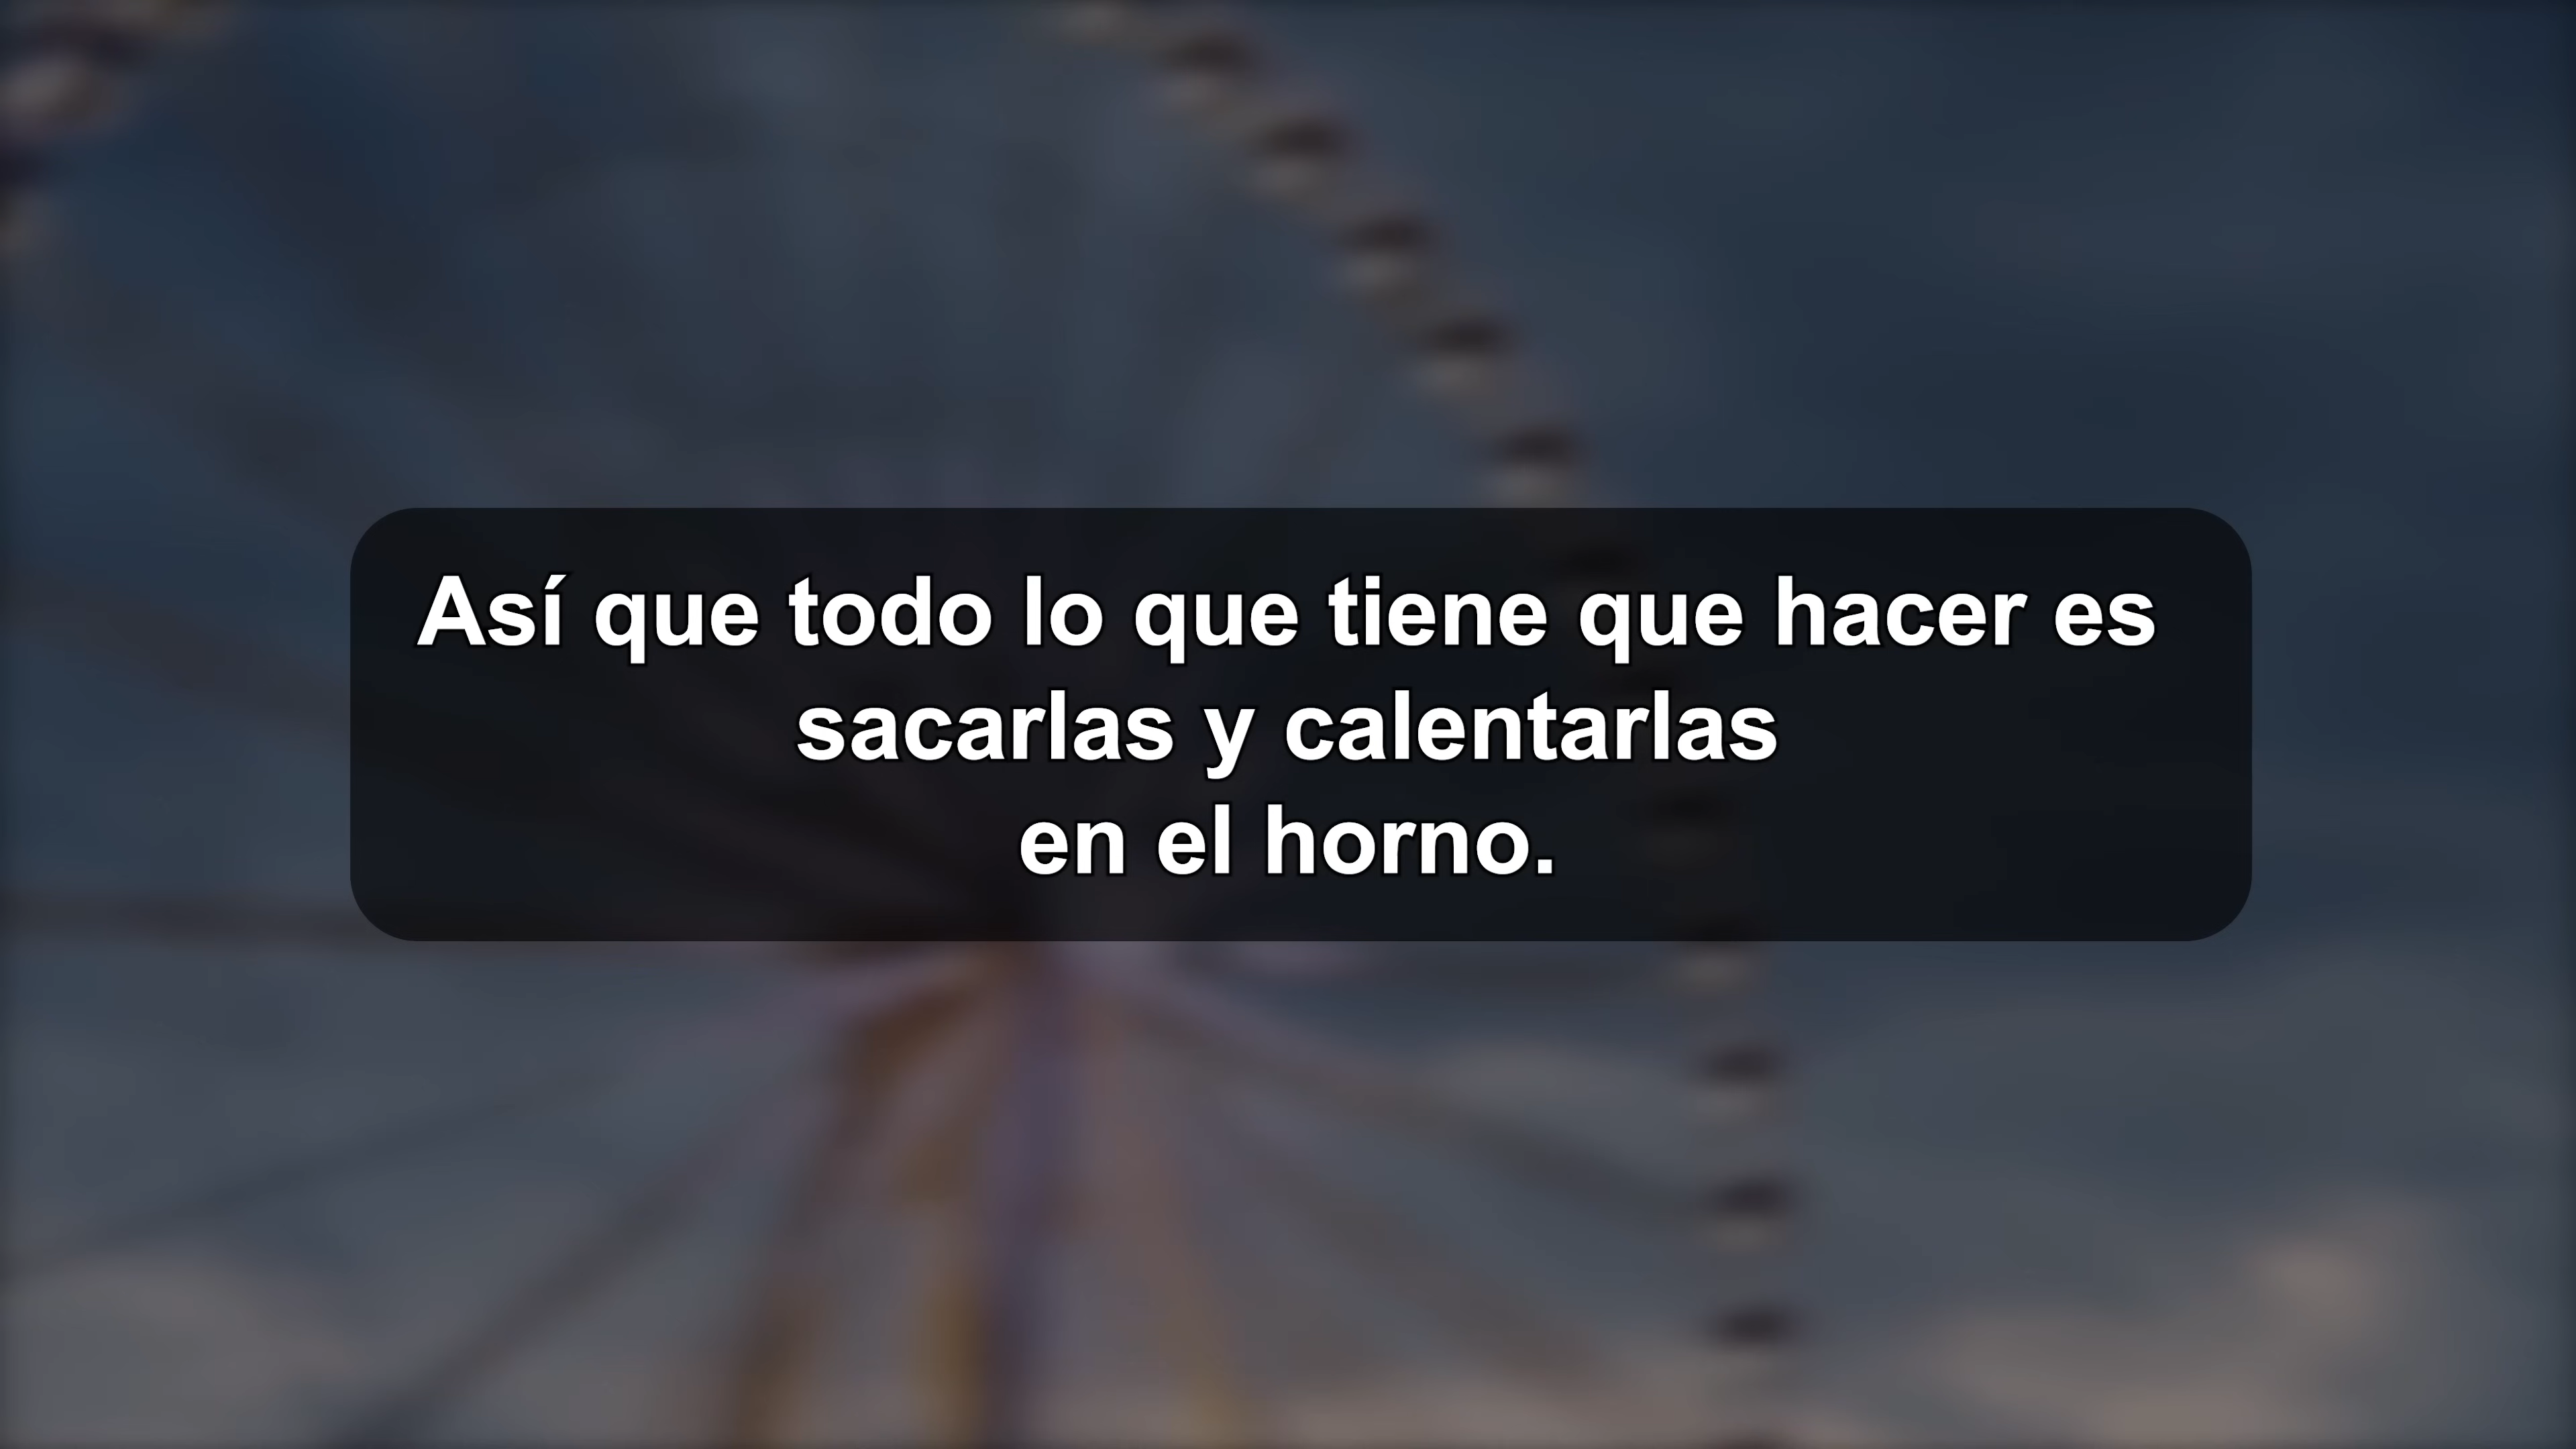 Así que todo lo que tiene que hacer es
sacarlas y calentarlas
en el horno.